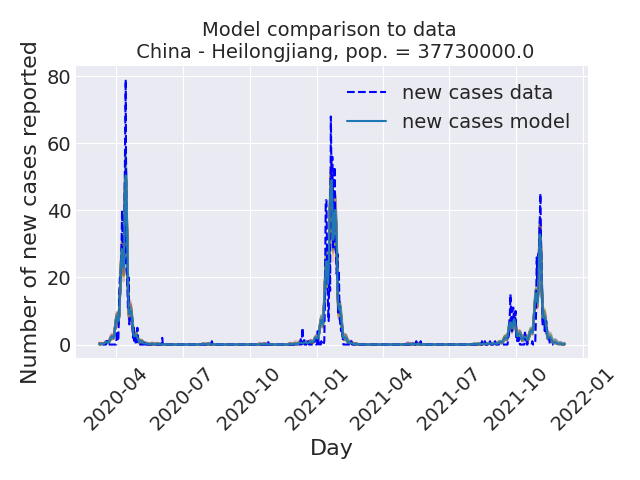 Model comparison to data
China - Heilongjiang, pop. = 37730000.0
Number of new cases reported
80
60
40
20
0
new cases data
new cases model
2020-04
2020-07
2020-10
2021-01
2021-04
2021-07
2021-10
2022-01
Day